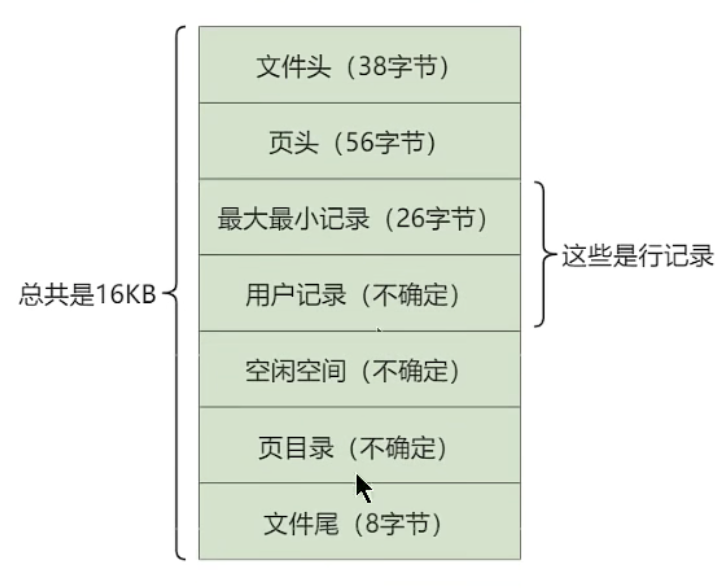 文件头（38字节）
页头（56字节）
最大最小记录（26字节）
这些是行记录
总共是16KB
用户记录（不确定）
空闲空间（不确定）
页目录（不确定）
文件尾（8字节）